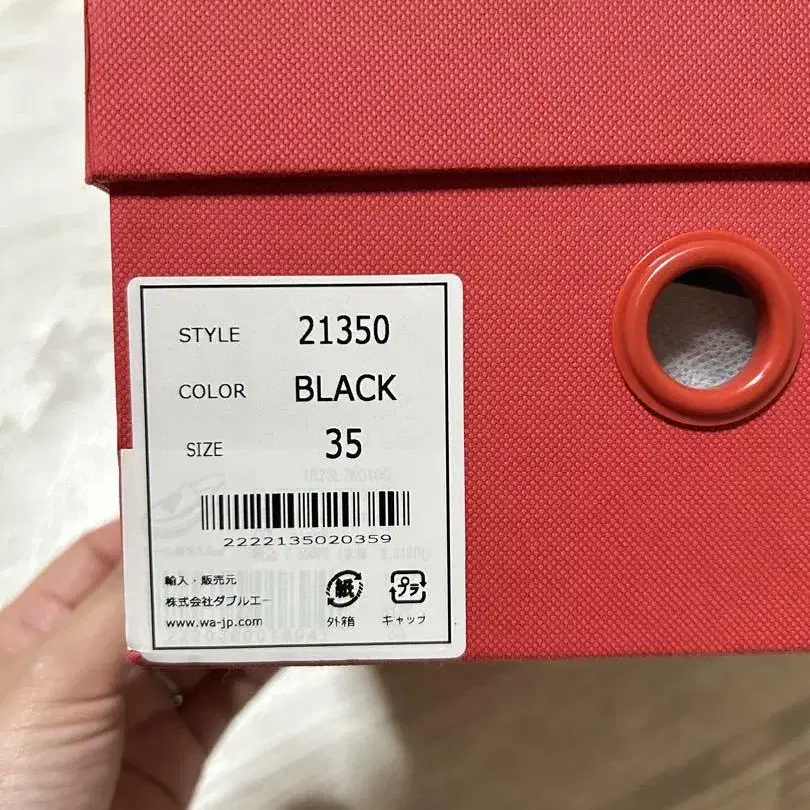 STYLE 21350
COLOR BLACK
SIZE 35
2222135020359
輸入・販売元
株式会社ダブルエー
www.wa-jp.com
紙
外箱
プラ
キャップ